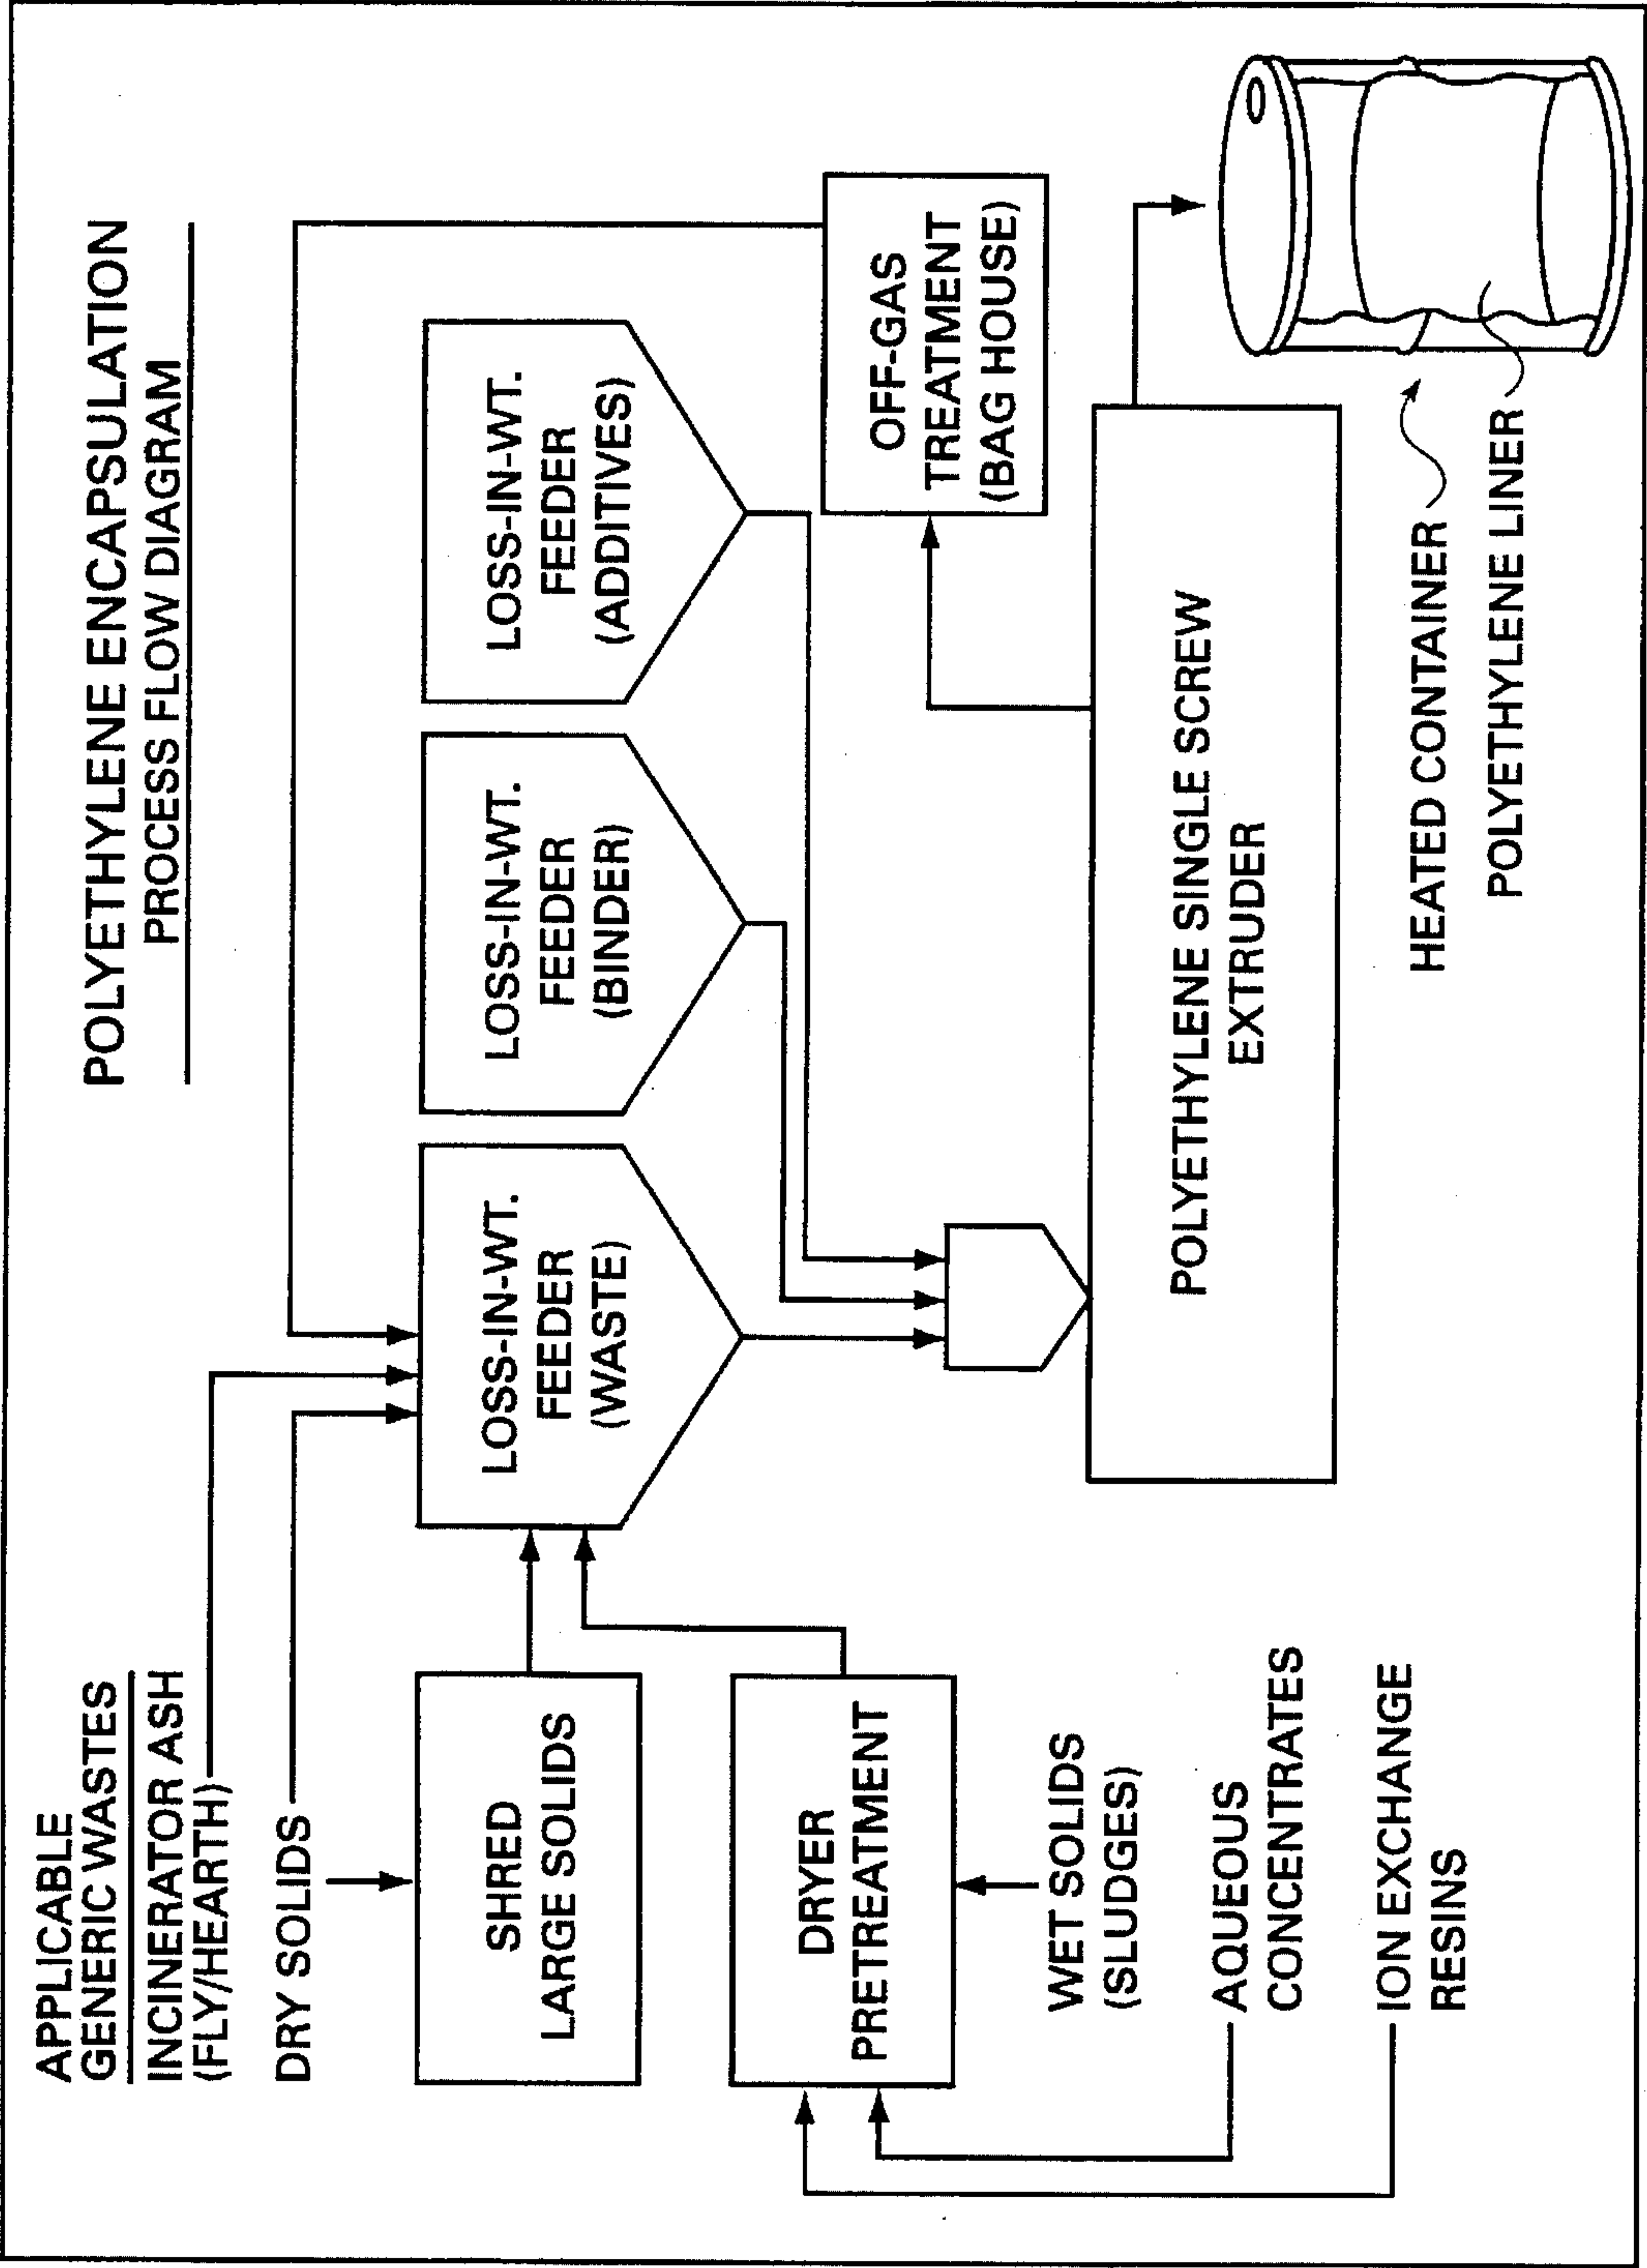 POLYETHYLENE ENCAPSULATION
PROCESS FLOW DIAGRAM
APPLICABLE
GENERIC WASTES
INCINERATOR ASH
(FLY/HEARTH)
DRY SOLIDS
SHRED
LARGE SOLIDS
DRYER
PRETREATMENT
WET SOLIDS
(SLUDGES)
AQUEOUS
CONCENTRATES
ION EXCHANGE
RESINS
LOSS-IN-WT.
FEEDER
(WASTE)
LOSS-IN-WT.
FEEDER
(BINDER)
LOSS-IN-WT.
FEEDER
(ADDITIVES)
OFF-GAS
TREATMENT
(BAG HOUSE)
POLYETHYLENE SINGLE SCREW
EXTRUDER
HEATED CONTAINER
POLYETHYLENE LINER